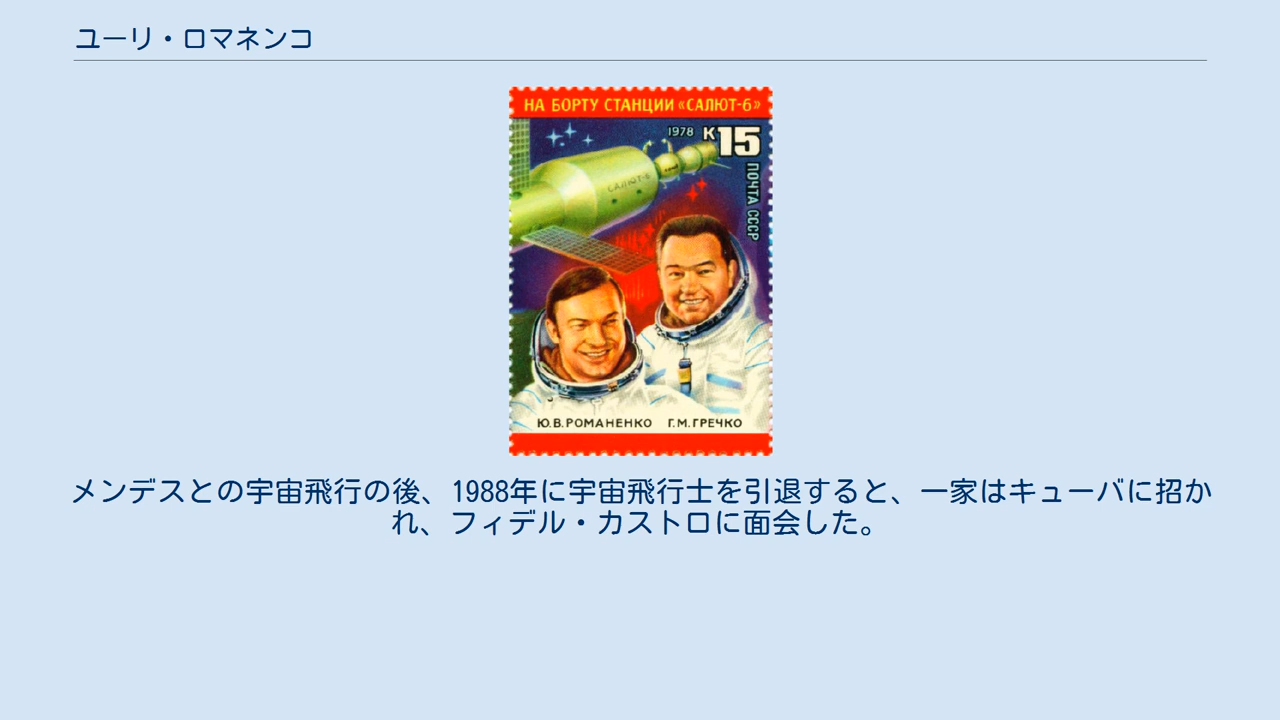 ユーリ・ロマネンコ
НА БОРТУ СТАНЦИИ «САЛЮТ-6»
1978 К15
ПОЧТА СССР
САЛЮТ-6
Ю.В.РОМАНЕНКО Г.М.ГРЕЧКО
メンデスとの宇宙飛行の後、1988年に宇宙飛行士を引退すると、一家はキューバに招か
れ、フィデル・カストロに面会した。